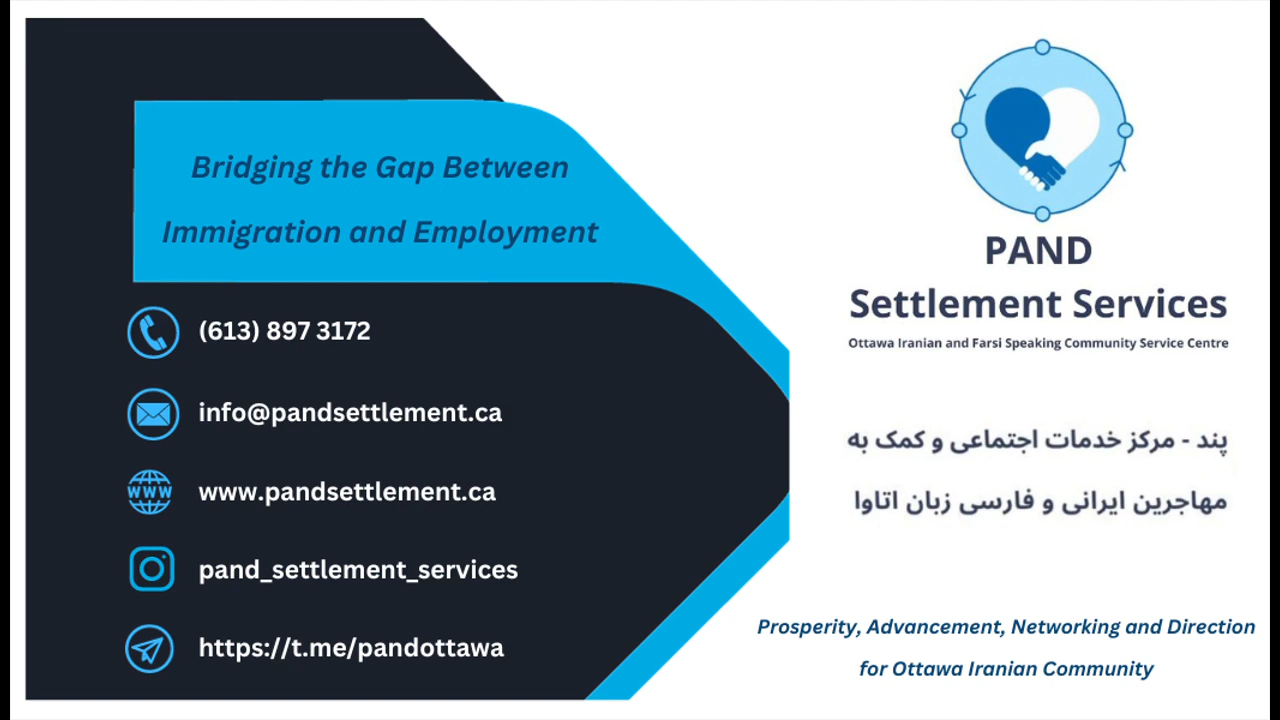 Bridging the Gap Between
Immigration and Employment
(613) 897 3172
info@pandsettlement.ca
WWW
www.pandsettlement.ca
pand_settlement_services
https://t.me/pandottawa
PAND
Settlement Services
Ottawa Iranian and Farsi Speaking Community Service Centre
پند - مرکز خدمات اجتماعی و کمک به
مهاجرین ایرانی و فارسی زبان اتاوا
Prosperity, Advancement, Networking and Direction
for Ottawa Iranian Community